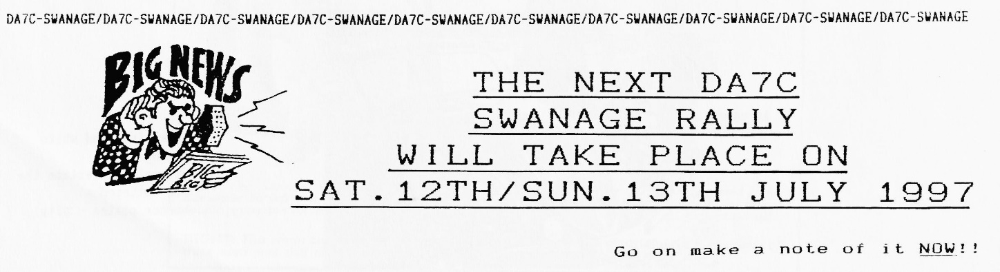 DA7C-SWANAGE/DA7C-SWANAGE/DA7C-SWANAGE/DA7C-SWANAGE/DA7C-SWANAGE/DA7C-SWANAGE/DA7C-SWANAGE/DA7C-SWANAGE/DA7C-SWANAGE/DA7C-SWANAGE
BIG NEWS
BIG
BIG
THE NEXT DA7C
SWANAGE RALLY
WILL TAKE PLACE ON
SAT.12TH/SUN.13TH JULY 1997
Go on make a note of it NOW!!